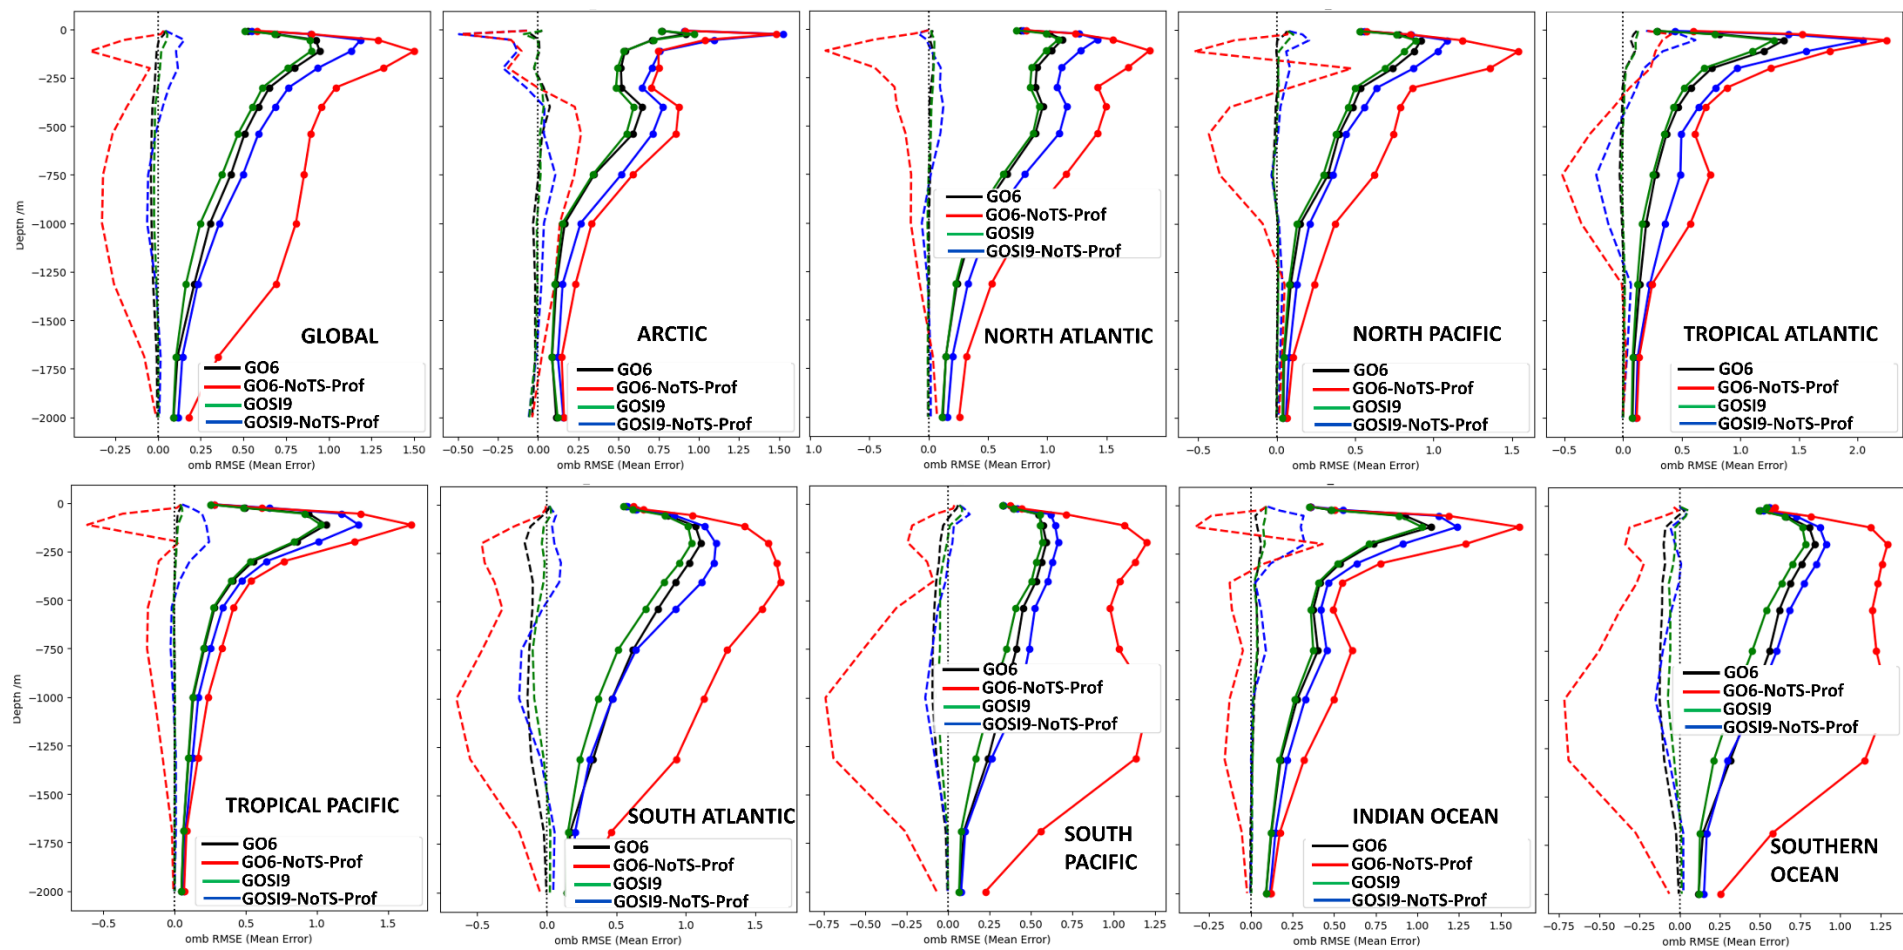 0
−250
−500
−750
−1000
−1250
−1500
−1750
−2000
Depth /m
GLOBAL
GO6
GO6-NoTS-Prof
GOSI9
GOSI9-NoTS-Prof
−0.25 0.00 0.25 0.50 0.75 1.00 1.25 1.50
omb RMSE (Mean Error)
ARCTIC
GO6
GO6-NoTS-Prof
GOSI9
GOSI9-NoTS-Prof
−0.50 −0.25 0.00 0.25 0.50 0.75 1.00 1.25 1.50
omb RMSE (Mean Error)
GO6
GO6-NoTS-Prof
GOSI9
GOSI9-NoTS-Prof
NORTH ATLANTIC
1.0 −0.5 0.0 0.5 1.0 1.5
omb RMSE (Mean Error)
NORTH PACIFIC
GO6
GO6-NoTS-Prof
GOSI9
GOSI9-NoTS-Prof
−0.5 0.0 0.5 1.0 1.5
omb RMSE (Mean Error)
TROPICAL ATLANTIC
GO6
GO6-NoTS-Prof
GOSI9
GOSI9-NoTS-Prof
−0.5 0.0 0.5 1.0 1.5 2.0
omb RMSE (Mean Error)
0
−250
−500
−750
−1000
−1250
−1500
−1750
−2000
Depth /m
TROPICAL PACIFIC
GO6
GO6-NoTS-Prof
GOSI9
GOSI9-NoTS-Prof
−0.5 0.0 0.5 1.0 1.5
omb RMSE (Mean Error)
SOUTH ATLANTIC
GO6
GO6-NoTS-Prof
GOSI9
GOSI9-NoTS-Prof
−0.5 0.0 0.5 1.0 1.5
omb RMSE (Mean Error)
GO6
GO6-NoTS-Prof
GOSI9
GOSI9-NoTS-Prof
SOUTH
PACIFIC
−0.75 −0.50 −0.25 0.00 0.25 0.50 0.75 1.00 1.25
omb RMSE (Mean Error)
INDIAN OCEAN
GO6
GO6-NoTS-Prof
GOSI9
GOSI9-NoTS-Prof
−0.25 0.00 0.25 0.50 0.75 1.00 1.25 1.50
omb RMSE (Mean Error)
GO6
GO6-NoTS-Prof
GOSI9
GOSI9-NoTS-Prof
SOUTHERN
OCEAN
−0.75 −0.50 −0.25 0.00 0.25 0.50 0.75 1.00 1.25
omb RMSE (Mean Error)